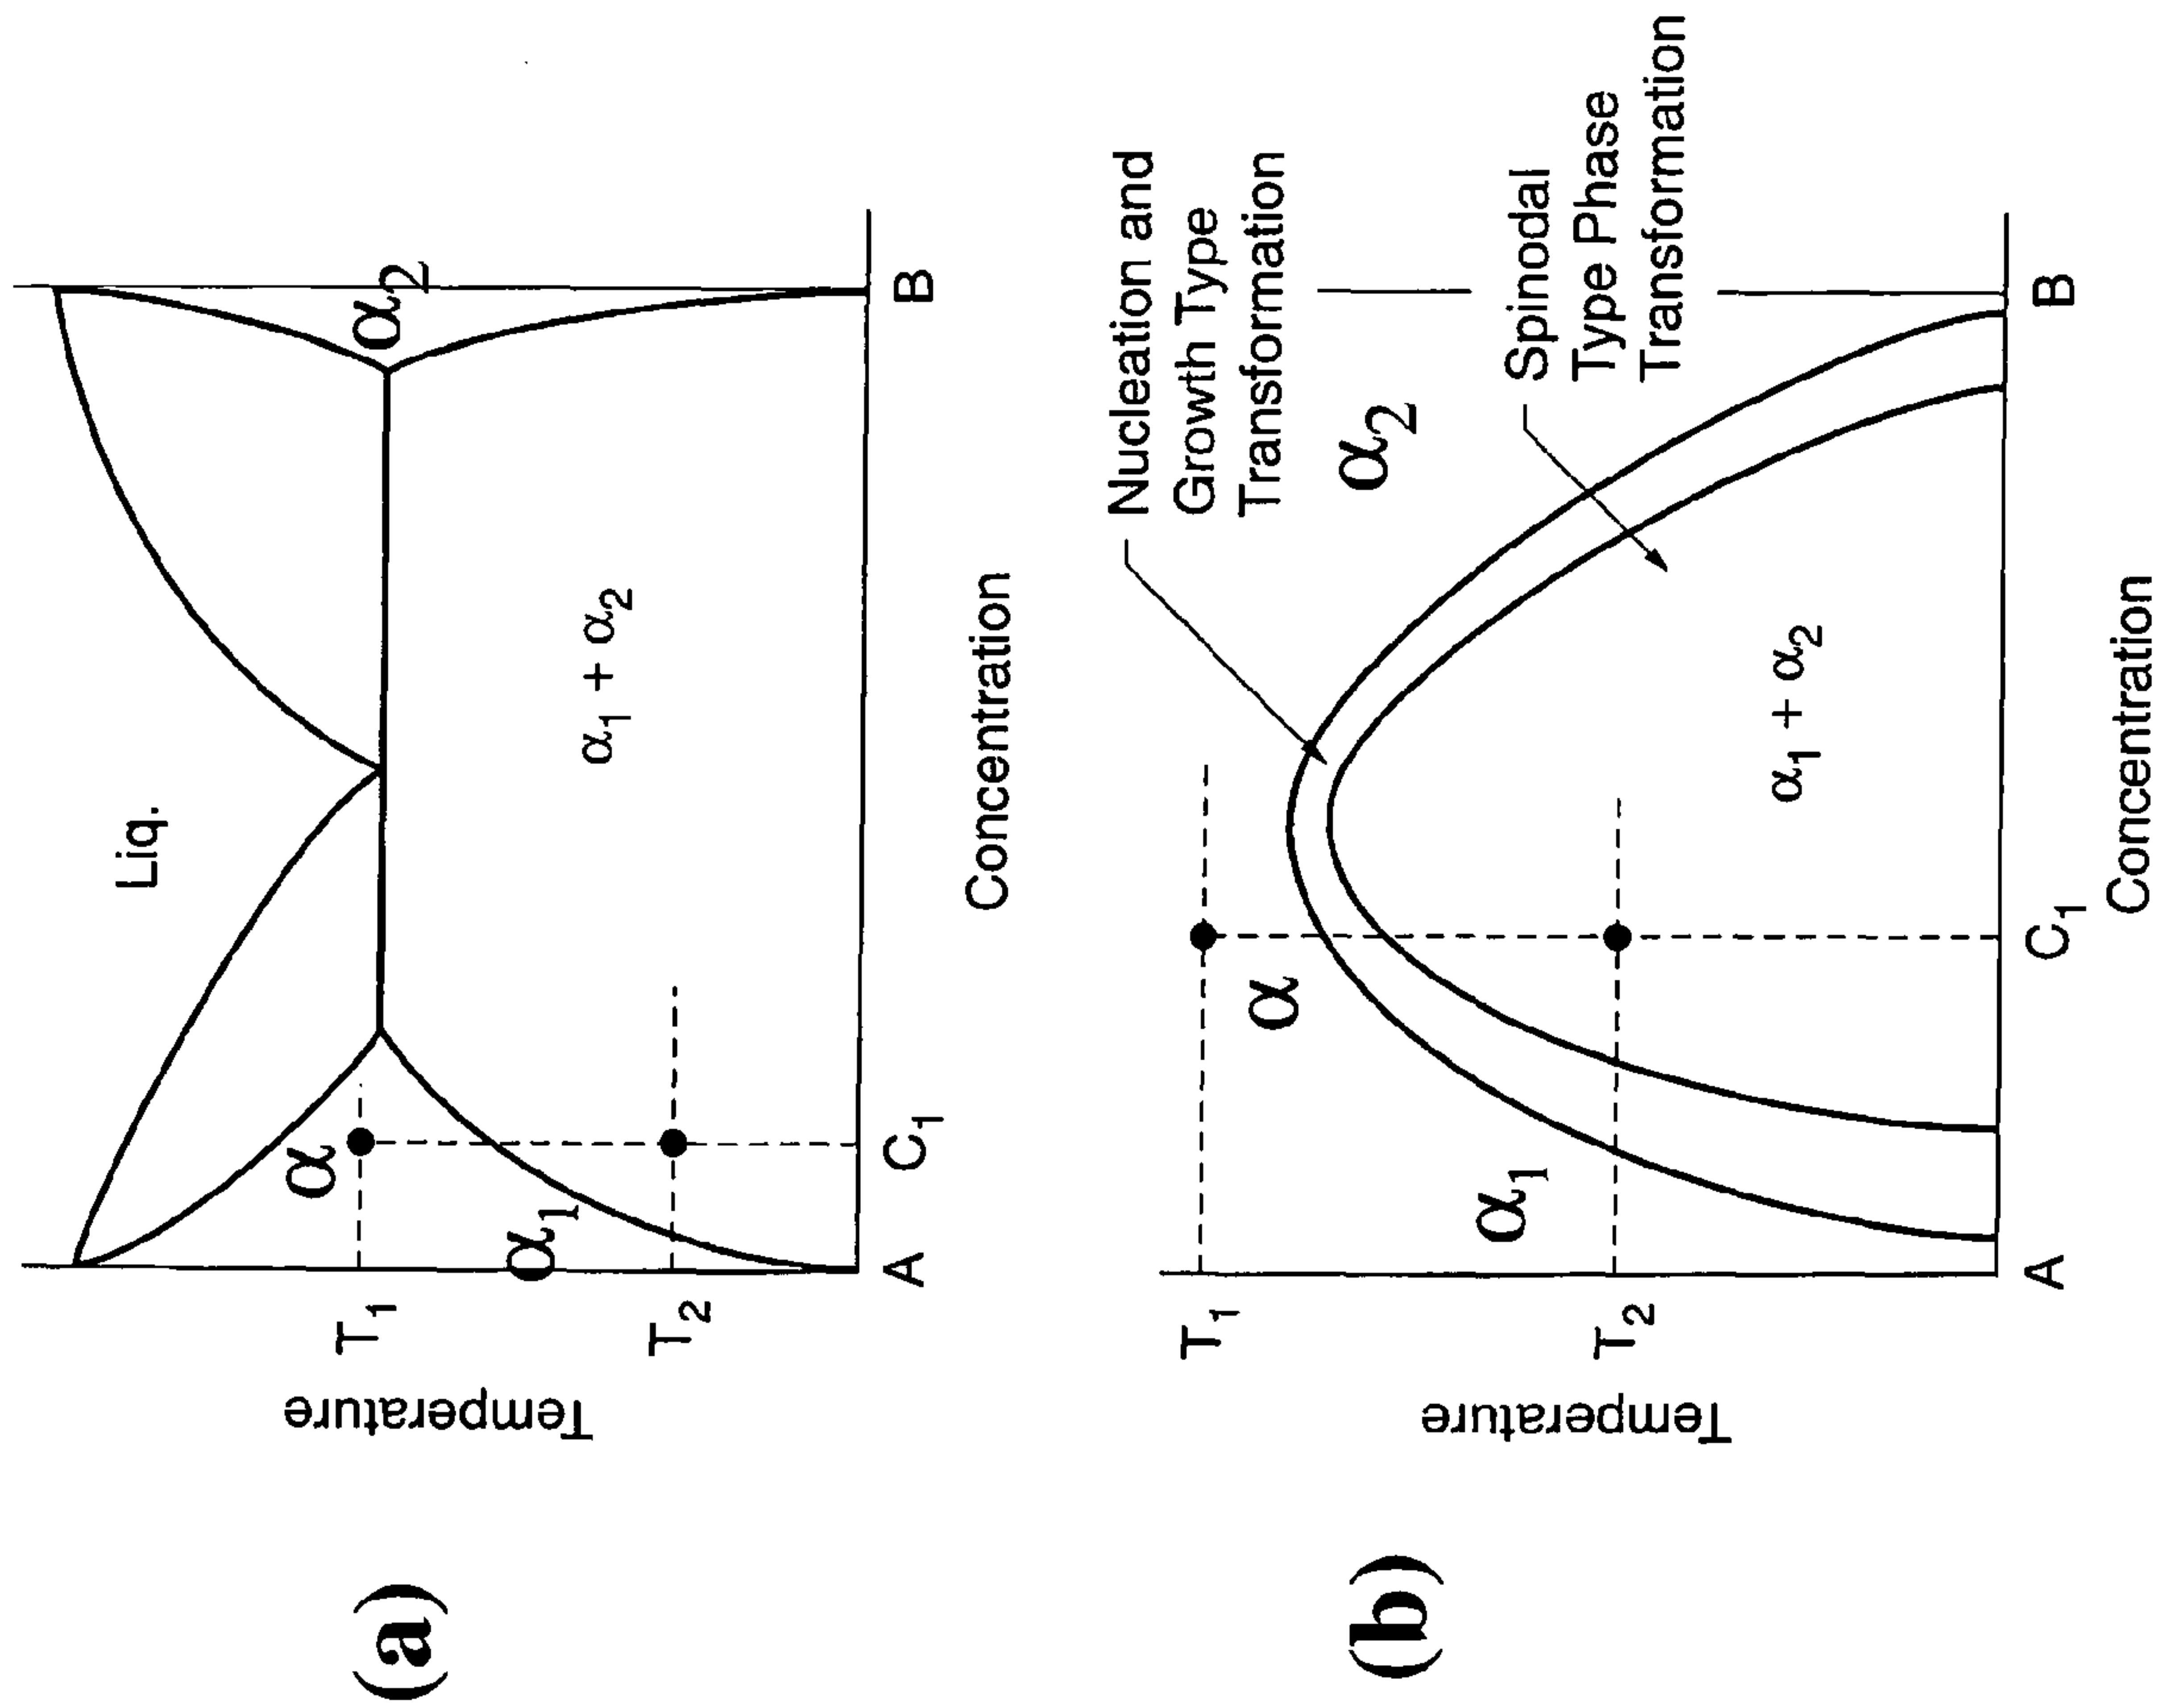 (a)
Temperature
T1
T2
Liq.
α
α1
α2
α1 + α2
A
C1
B
Concentration
(b)
Temperature
T1
T2
α
α1
α2
α1 + α2
Nucleation and
Growth Type
Transformation
Spinodal
Type Phase
Transformation
A
C1
B
Concentration